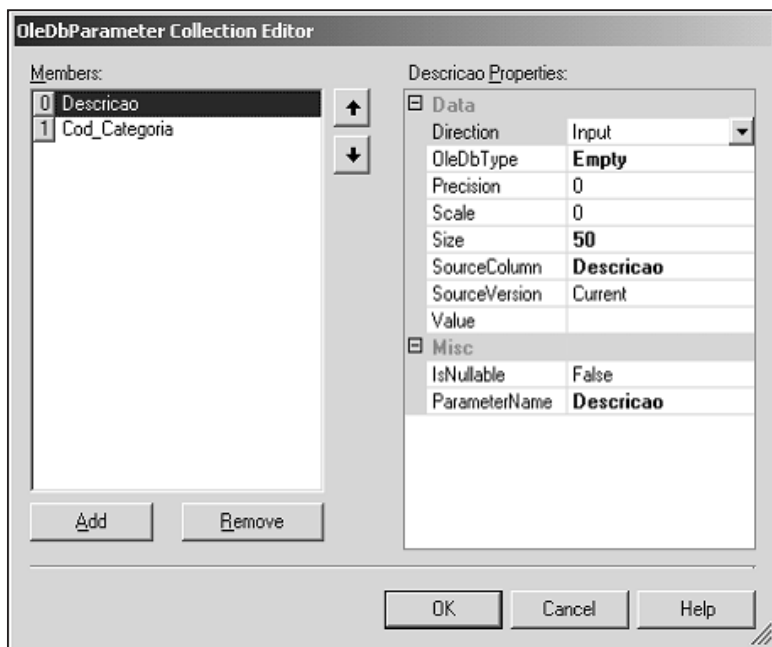 OleDbParameter Collection Editor
Members:
0 Descricao
1 Cod_Categoria
Add
Remove
Descricao Properties:
Data
Direction Input
OleDbType Empty
Precision 0
Scale 0
Size 50
SourceColumn Descricao
SourceVersion Current
Value
Misc
IsNullable False
ParameterName Descricao
OK
Cancel
Help